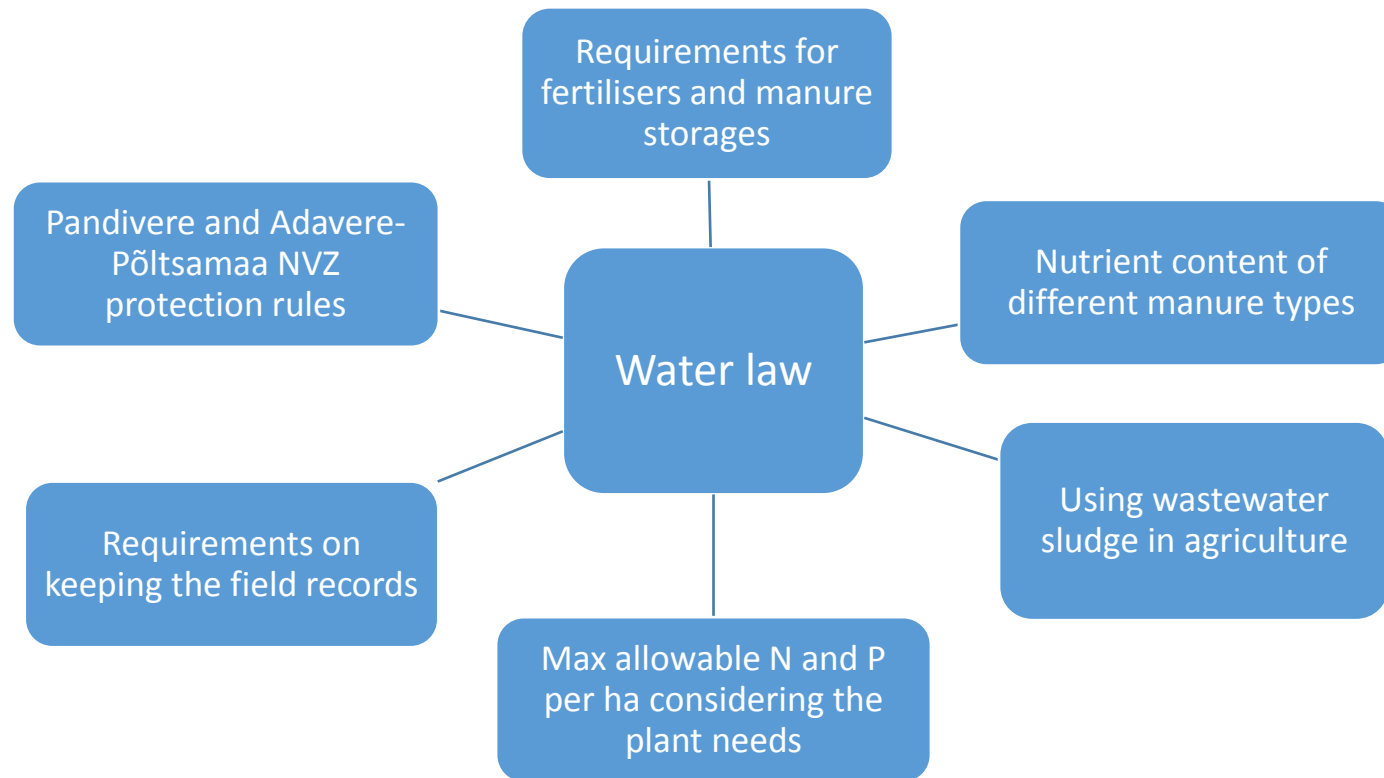 Requirements for
fertilisers and manure
storages
Pandivere and Adavere-
Põltsamaa NVZ
protection rules
Nutrient content of
different manure types
Water law
Using wastewater
sludge in agriculture
Requirements on
keeping the field records
Max allowable N and P
per ha considering the
plant needs